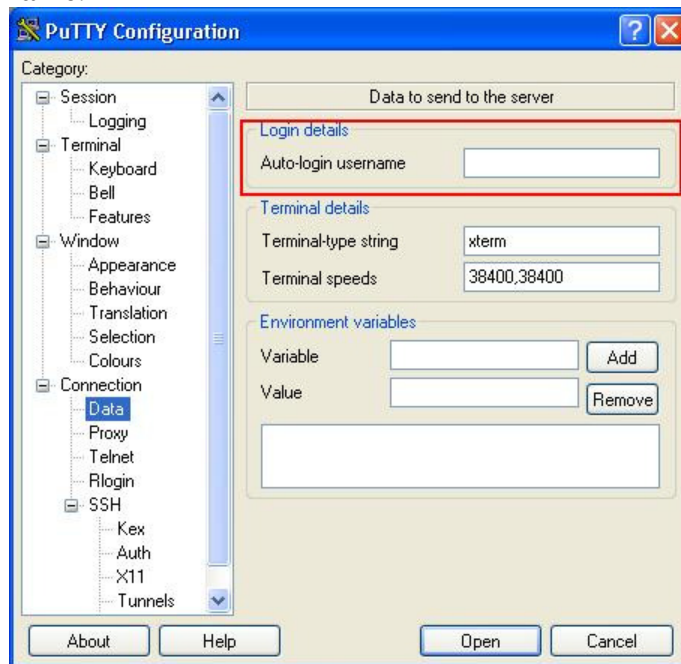 PuTTY Configuration
Category:
Session
Logging
Terminal
Keyboard
Bell
Features
Window
Appearance
Behaviour
Translation
Selection
Colours
Connection
Data
Proxy
Telnet
Rlogin
SSH
Kex
Auth
X11
Tunnels
Data to send to the server
Login details
Auto-login username
Terminal details
Terminal-type string xterm
Terminal speeds 38400,38400
Environment variables
Variable Add
Value Remove
About Help Open Cancel